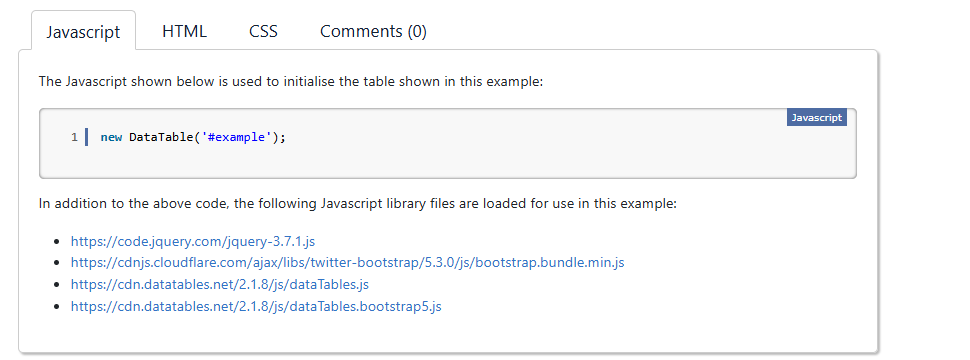 Javascript HTML CSS Comments (0)
The Javascript shown below is used to initialise the table shown in this example:
Javascript
1 new DataTable('#example');
In addition to the above code, the following Javascript library files are loaded for use in this example:
https://code.jquery.com/jquery-3.7.1.js
https://cdnjs.cloudflare.com/ajax/libs/twitter-bootstrap/5.3.0/js/bootstrap.bundle.min.js
https://cdn.datatables.net/2.1.8/js/dataTables.js
https://cdn.datatables.net/2.1.8/js/dataTables.bootstrap5.js